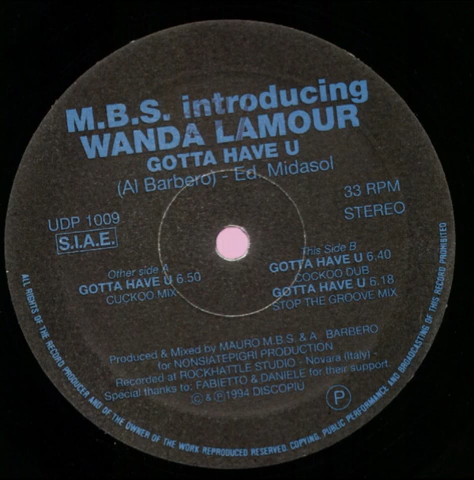 M.B.S. introducing
WANDA LAMOUR
GOTTA HAVE U
(Al Barbero) - Ed. Midasol
33 RPM
STEREO
UDP 1009
S.I.A.E.
Other side A
GOTTA HAVE U 6.50
CUCKOO MIX
This Side B
GOTTA HAVE U 6.40
COCKOO DUB
GOTTA HAVE U 6.18
STOP THE GROOVE MIX
Produced & Mixed by MAURO M.B.S. & A. BARBERO
for NONSIATEPIGRI PRODUCTION
Recorded at ROCKHATTLE STUDIO - Novara (Italy) -
Special thanks to: FABIETTO & DANIELE for their support
© & ℗ 1994 DISCOPIU
P
ALL RIGHTS OF THE RECORD PRODUCER AND OF THE OWNER OF THE WORK REPRODUCED RESERVED. COPYING, PUBLIC PERFORMANCE AND BROADCASTING OF THIS RECORD PROHIBITED